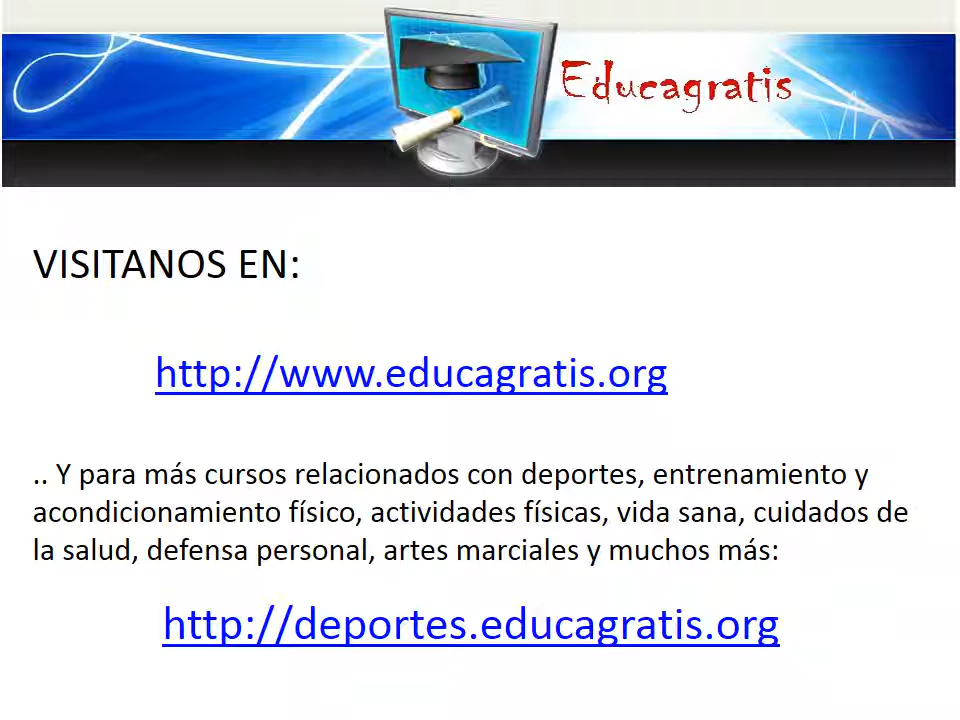 Educagratis
VISITANOS EN:
http://www.educagratis.org
.. Y para más cursos relacionados con deportes, entrenamiento y
acondicionamiento físico, actividades físicas, vida sana, cuidados de
la salud, defensa personal, artes marciales y muchos más:
http://deportes.educagratis.org